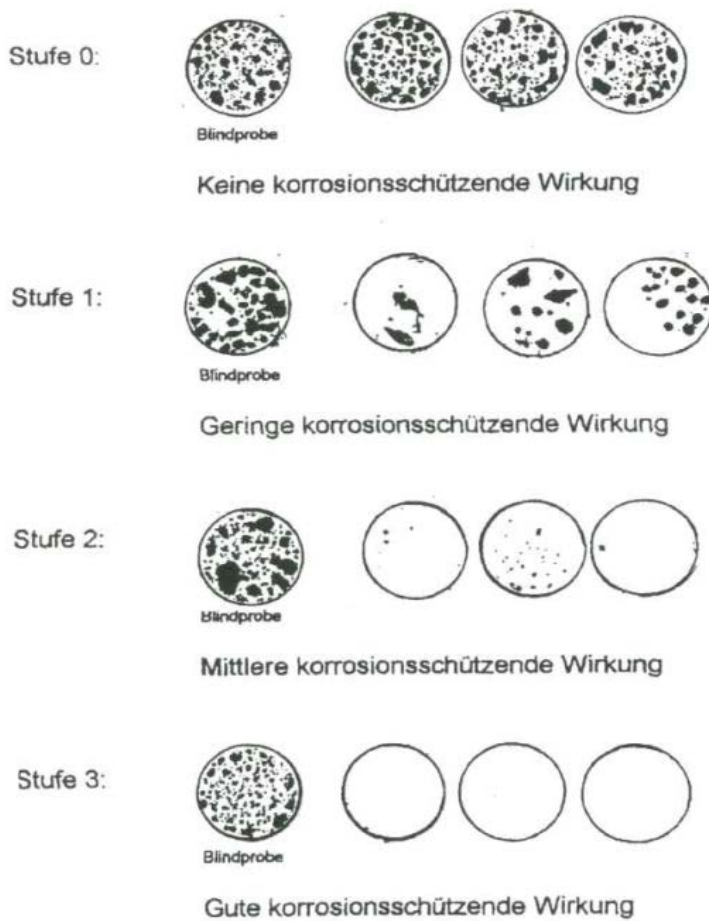 Stufe 0:
Blindprobe
Keine korrosionsschützende Wirkung
Stufe 1:
Blindprobe
Geringe korrosionsschützende Wirkung
Stufe 2:
Blindprobe
Mittlere korrosionsschützende Wirkung
Stufe 3:
Blindprobe
Gute korrosionsschützende Wirkung